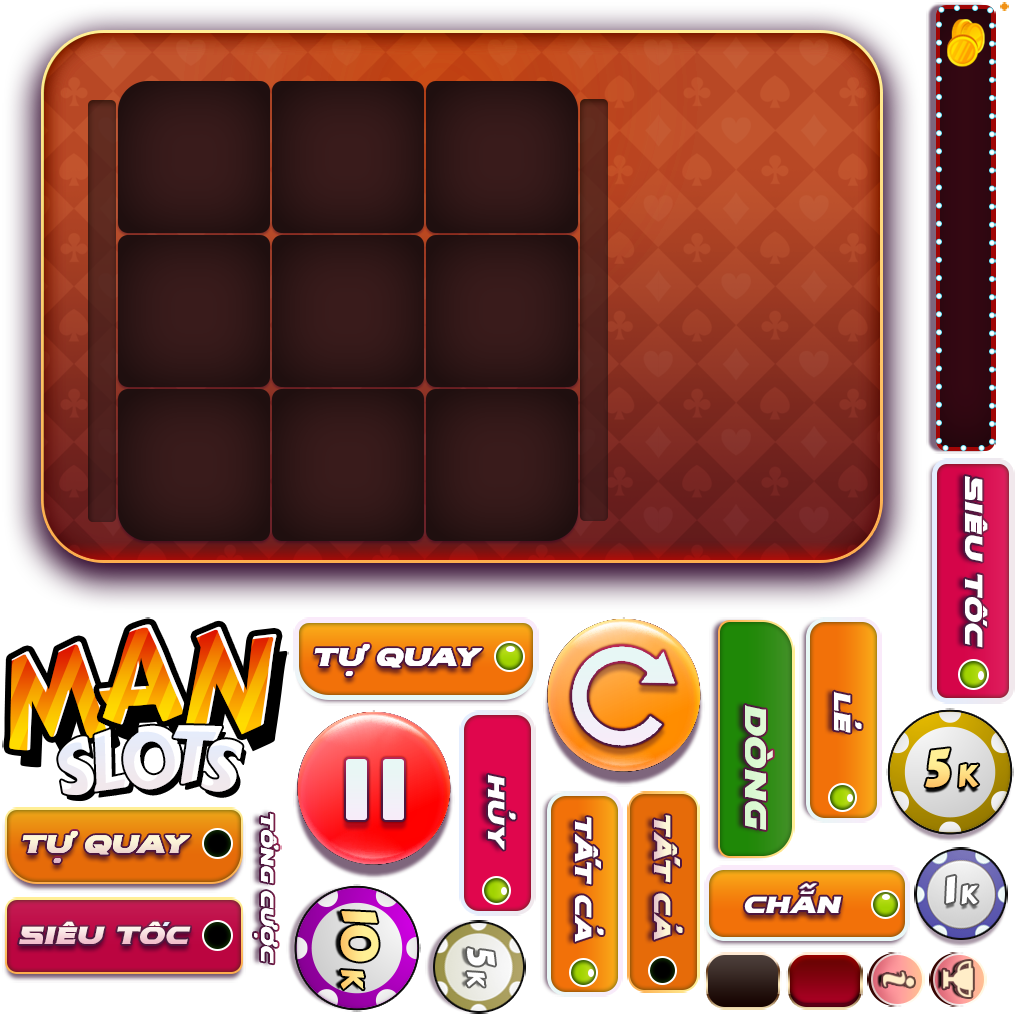 SIÊU TỐC
MAN
SLOTS
TỰ QUAY
HỦY
DÒNG
LẺ
5K
TỰ QUAY
TỔNG CƯỢC
TẤT CẢ
TẤT CẢ
CHẴN
1K
SIÊU TỐC
10K
5K
i